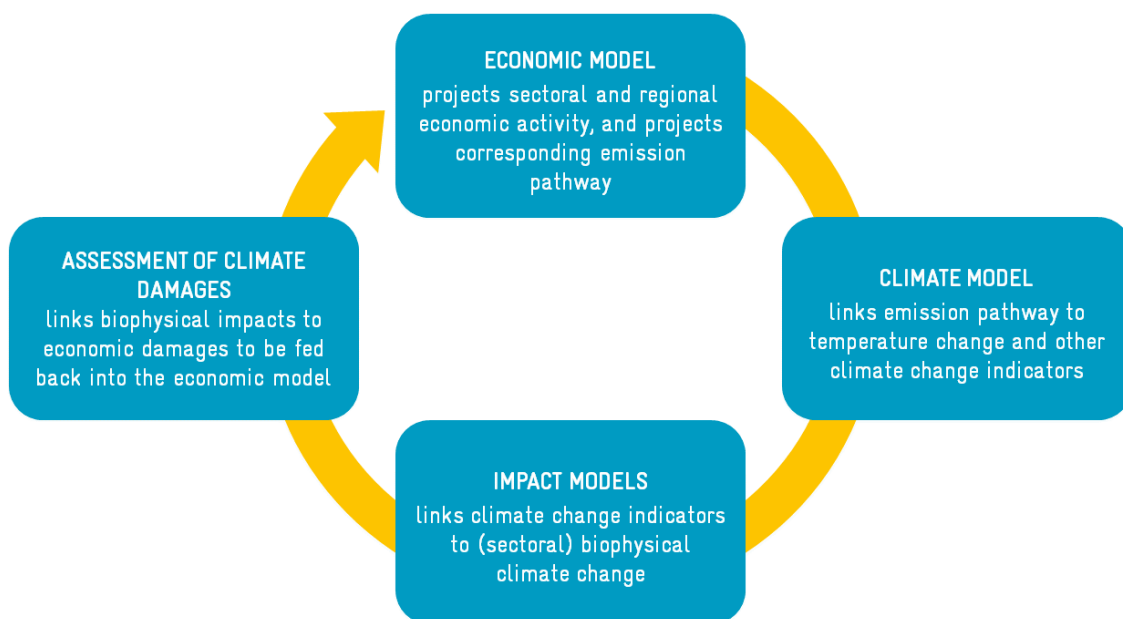 ECONOMIC MODEL
projects sectoral and regional
economic activity, and projects
corresponding emission
pathway
CLIMATE MODEL
links emission pathway to
temperature change and other
climate change indicators
IMPACT MODELS
links climate change indicators
to (sectoral) biophysical
climate change
ASSESSMENT OF CLIMATE
DAMAGES
links biophysical impacts to
economic damages to be fed
back into the economic model